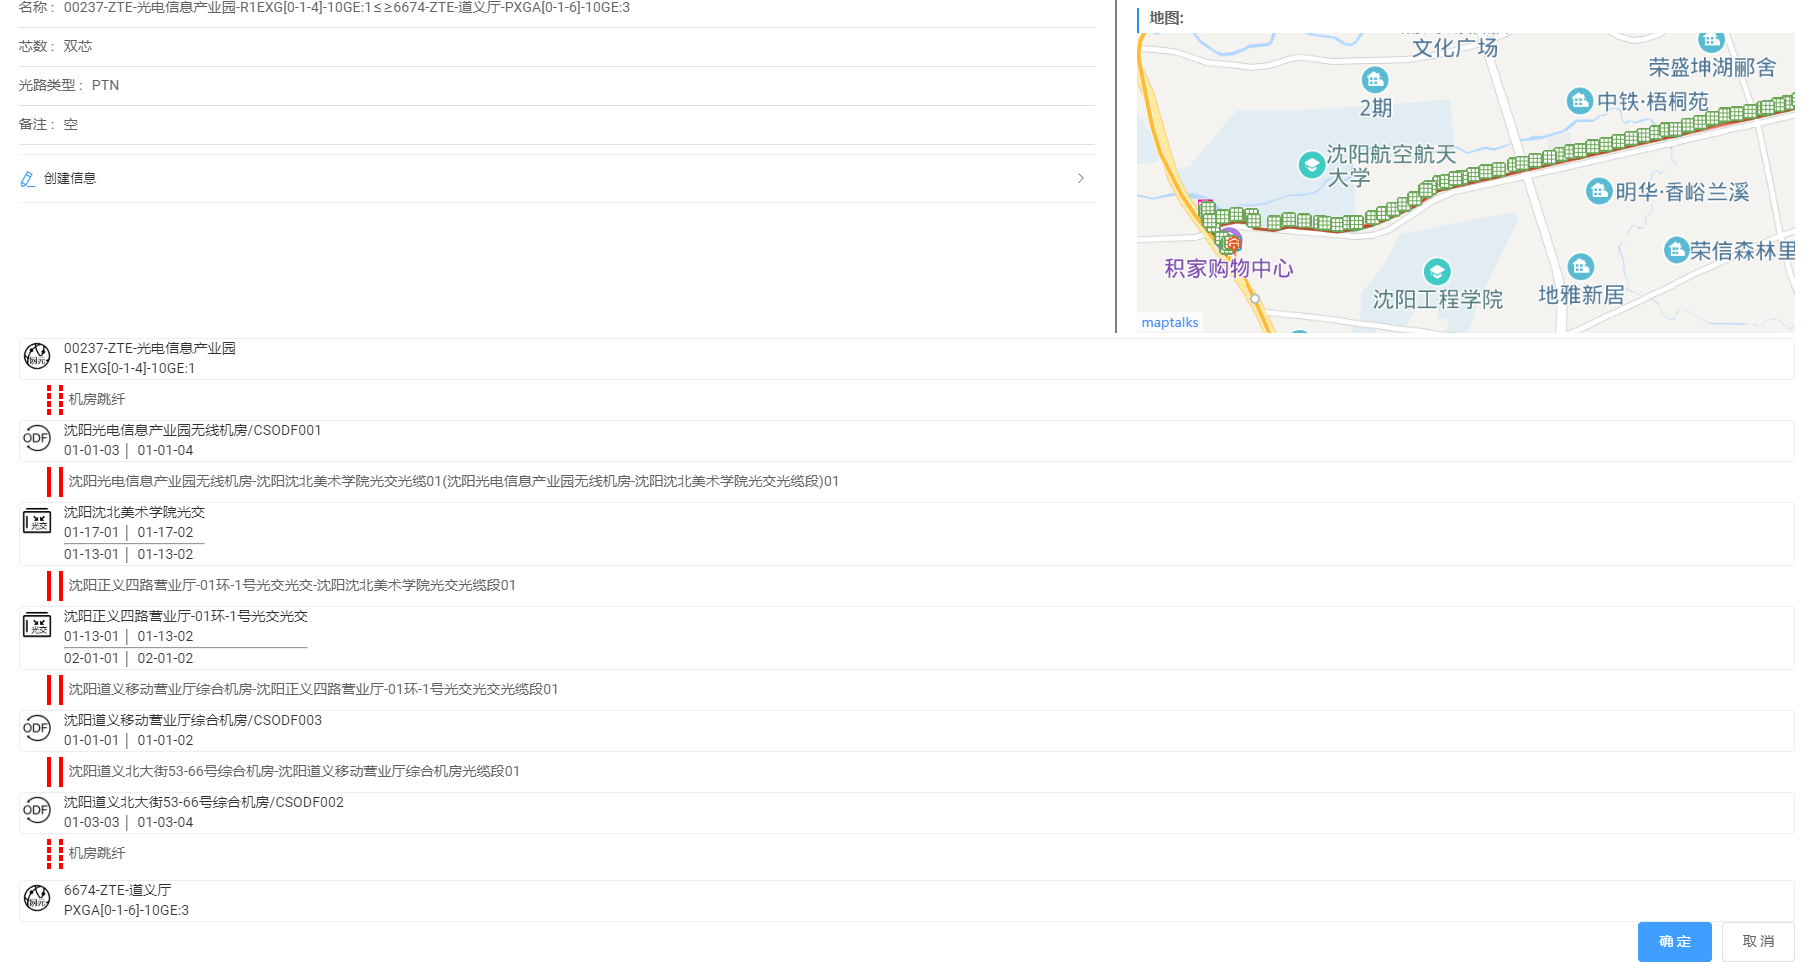 名称： 00237-ZTE-光电信息产业园-R1EXG[0-1-4]-10GE:1≤≥6674-ZTE-道义厅-PXGA[0-1-6]-10GE:3
芯数： 双芯
光路类型： PTN
备注： 空
创建信息
地图:
文化广场
荣盛坤湖郦舍
2期
中铁·梧桐苑
沈阳航空航天
大学
明华·香峪兰溪
荣信森林里
积家购物中心
沈阳工程学院
地雅新居
maptalks
网元
00237-ZTE-光电信息产业园
R1EXG[0-1-4]-10GE:1
机房跳纤
ODF
沈阳光电信息产业园无线机房/CSODF001
01-01-03 │ 01-01-04
沈阳光电信息产业园无线机房-沈阳沈北美术学院光交光缆01(沈阳光电信息产业园无线机房-沈阳沈北美术学院光交光缆段)01
光交
沈阳沈北美术学院光交
01-17-01 │ 01-17-02
01-13-01 │ 01-13-02
沈阳正义四路营业厅-01环-1号光交光交-沈阳沈北美术学院光交光缆段01
光交
沈阳正义四路营业厅-01环-1号光交光交
01-13-01 │ 01-13-02
02-01-01 │ 02-01-02
沈阳道义移动营业厅综合机房-沈阳正义四路营业厅-01环-1号光交光交光缆段01
ODF
沈阳道义移动营业厅综合机房/CSODF003
01-01-01 │ 01-01-02
沈阳道义北大街53-66号综合机房-沈阳道义移动营业厅综合机房光缆段01
ODF
沈阳道义北大街53-66号综合机房/CSODF002
01-03-03 │ 01-03-04
机房跳纤
网元
6674-ZTE-道义厅
PXGA[0-1-6]-10GE:3
确定
取消